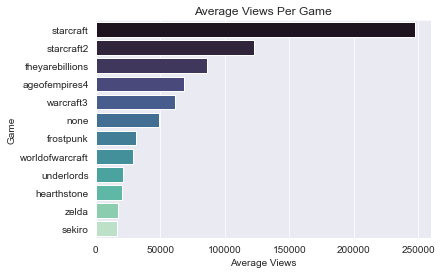 Average Views Per Game
starcraft
starcraft2
theyarebillions
ageofempires4
warcraft3
none
frostpunk
worldofwarcraft
underlords
hearthstone
zelda
sekiro
Game
0 50000 100000 150000 200000 250000
Average Views